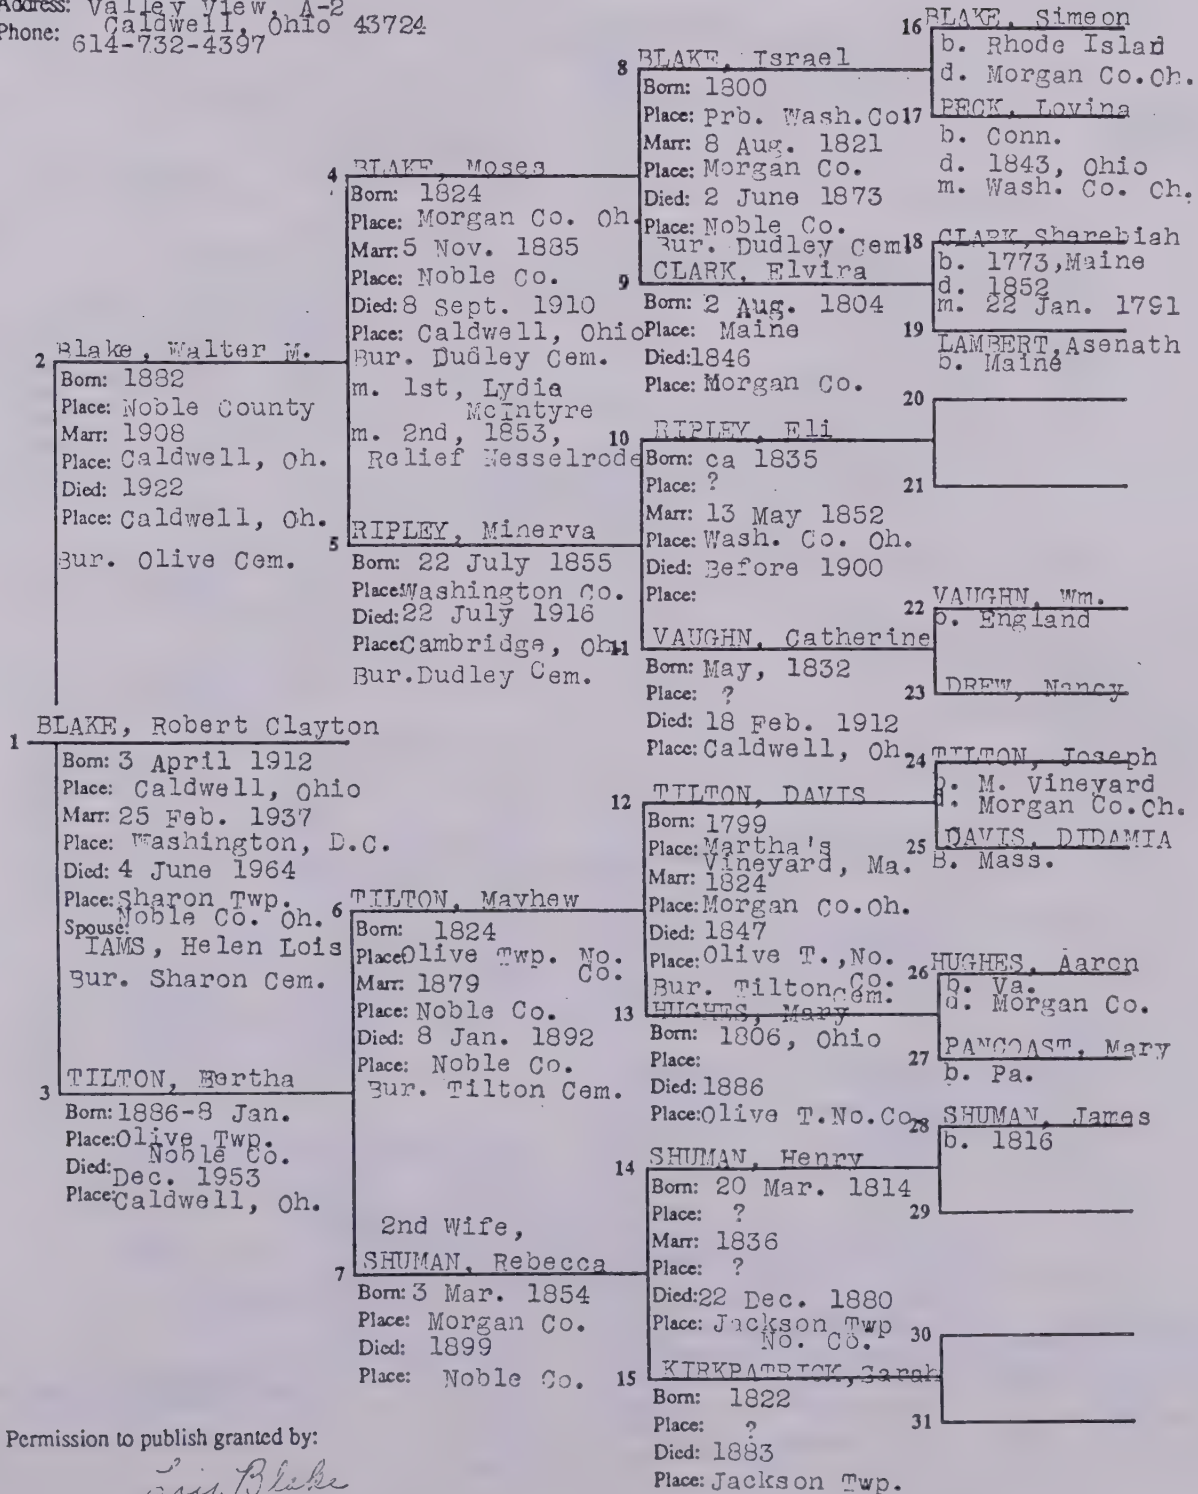 Address: Valley View, A-2
Caldwell, Ohio 43724
Phone: 614-732-4397
16 BLAKE, Simeon
b. Rhode Islad
d. Morgan Co.Oh.
8 BLAKE, Israel
Born: 1800
Place: Prb. Wash.Co
Marr: 8 Aug. 1821
Place: Morgan Co.
Died: 2 June 1873
Place: Noble Co.
Bur. Dudley Cem.
17 PECK, Lovina
b. Conn.
d. 1843, Ohio
m. Wash. Co. Oh.
4 BLAKE, Moses
Born: 1824
Place: Morgan Co. Oh.
Marr: 5 Nov. 1885
Place: Noble Co.
Died: 8 Sept. 1910
Place: Caldwell, Ohio
Bur. Dudley Cem.
m. 1st, Lydia
McIntyre
m. 2nd, 1853,
Relief Nesselrode
18 CLARK, Sherebiah
b. 1773, Maine
d. 1852
m. 22 Jan. 1791
9 CLARK, Elvira
Born: 2 Aug. 1804
Place: Maine
Died: 1846
Place: Morgan Co.
19 LAMBERT, Asenath
b. Maine
2 Blake, Walter M.
Born: 1882
Place: Noble County
Marr: 1908
Place: Caldwell, Oh.
Died: 1922
Place: Caldwell, Oh.
Bur. Olive Cem.
20
10 RIPLEY, Eli
Born: ca 1835
Place: ?
Marr: 13 May 1852
Place: Wash. Co. Oh.
Died: Before 1900
Place:
21
5 RIPLEY, Minerva
Born: 22 July 1855
Place: Washington Co.
Died: 22 July 1916
Place: Cambridge, Oh.
Bur. Dudley Cem.
22 VAUGHN, Wm.
b. England
11 VAUGHN, Catherine
Born: May, 1832
Place: ?
Died: 18 Feb. 1912
Place: Caldwell, Oh.
23 DREW, Nancy
1 BLAKE, Robert Clayton
Born: 3 April 1912
Place: Caldwell, Ohio
Marr: 25 Feb. 1937
Place: Washington, D.C.
Died: 4 June 1964
Place: Sharon Twp.
Noble Co. Oh.
Spouse: IAMS, Helen Lois
Bur. Sharon Cem.
24 TILTON, Joseph
b. M. Vineyard
d. Morgan Co.Oh.
12 TILTON, DAVIS
Born: 1799
Place: Martha's
Vineyard, Ma.
Marr: 1824
Place: Morgan Co.Oh.
Died: 1847
Place: Olive T.,No.
Co.
Bur. Tilton Cem.
25 DAVIS, DIDAMIA
B. Mass.
6 TILTON, Mayhew
Born: 1824
Place Olive Twp. No.
Co.
Marr: 1879
Place: Noble Co.
Died: 8 Jan. 1892
Place: Noble Co.
Bur. Tilton Cem.
26 HUGHES, Aaron
b. Va.
d. Morgan Co.
13 HUGHES, Mary
Born: 1806, Ohio
Place:
Died: 1886
Place: Olive T.No.Co.
27 PANCOAST, Mary
b. Pa.
3 TILTON, Bertha
Born: 1886-8 Jan.
Place: Olive Twp.
Noble Co.
Died: Dec. 1953
Place: Caldwell, Oh.
28 SHUMAN, James
b. 1816
14 SHUMAN, Henry
Born: 20 Mar. 1814
Place: ?
Marr: 1836
Place: ?
Died: 22 Dec. 1880
Place: Jackson Twp
No. Co.
29
2nd Wife,
7 SHUMAN, Rebecca
Born: 3 Mar. 1854
Place: Morgan Co.
Died: 1899
Place: Noble Co.
30
15 KIRKPATRICK, Sarah
Born: 1822
Place: ?
Died: 1883
Place: Jackson Twp.
31
Permission to publish granted by:
Lois Blake